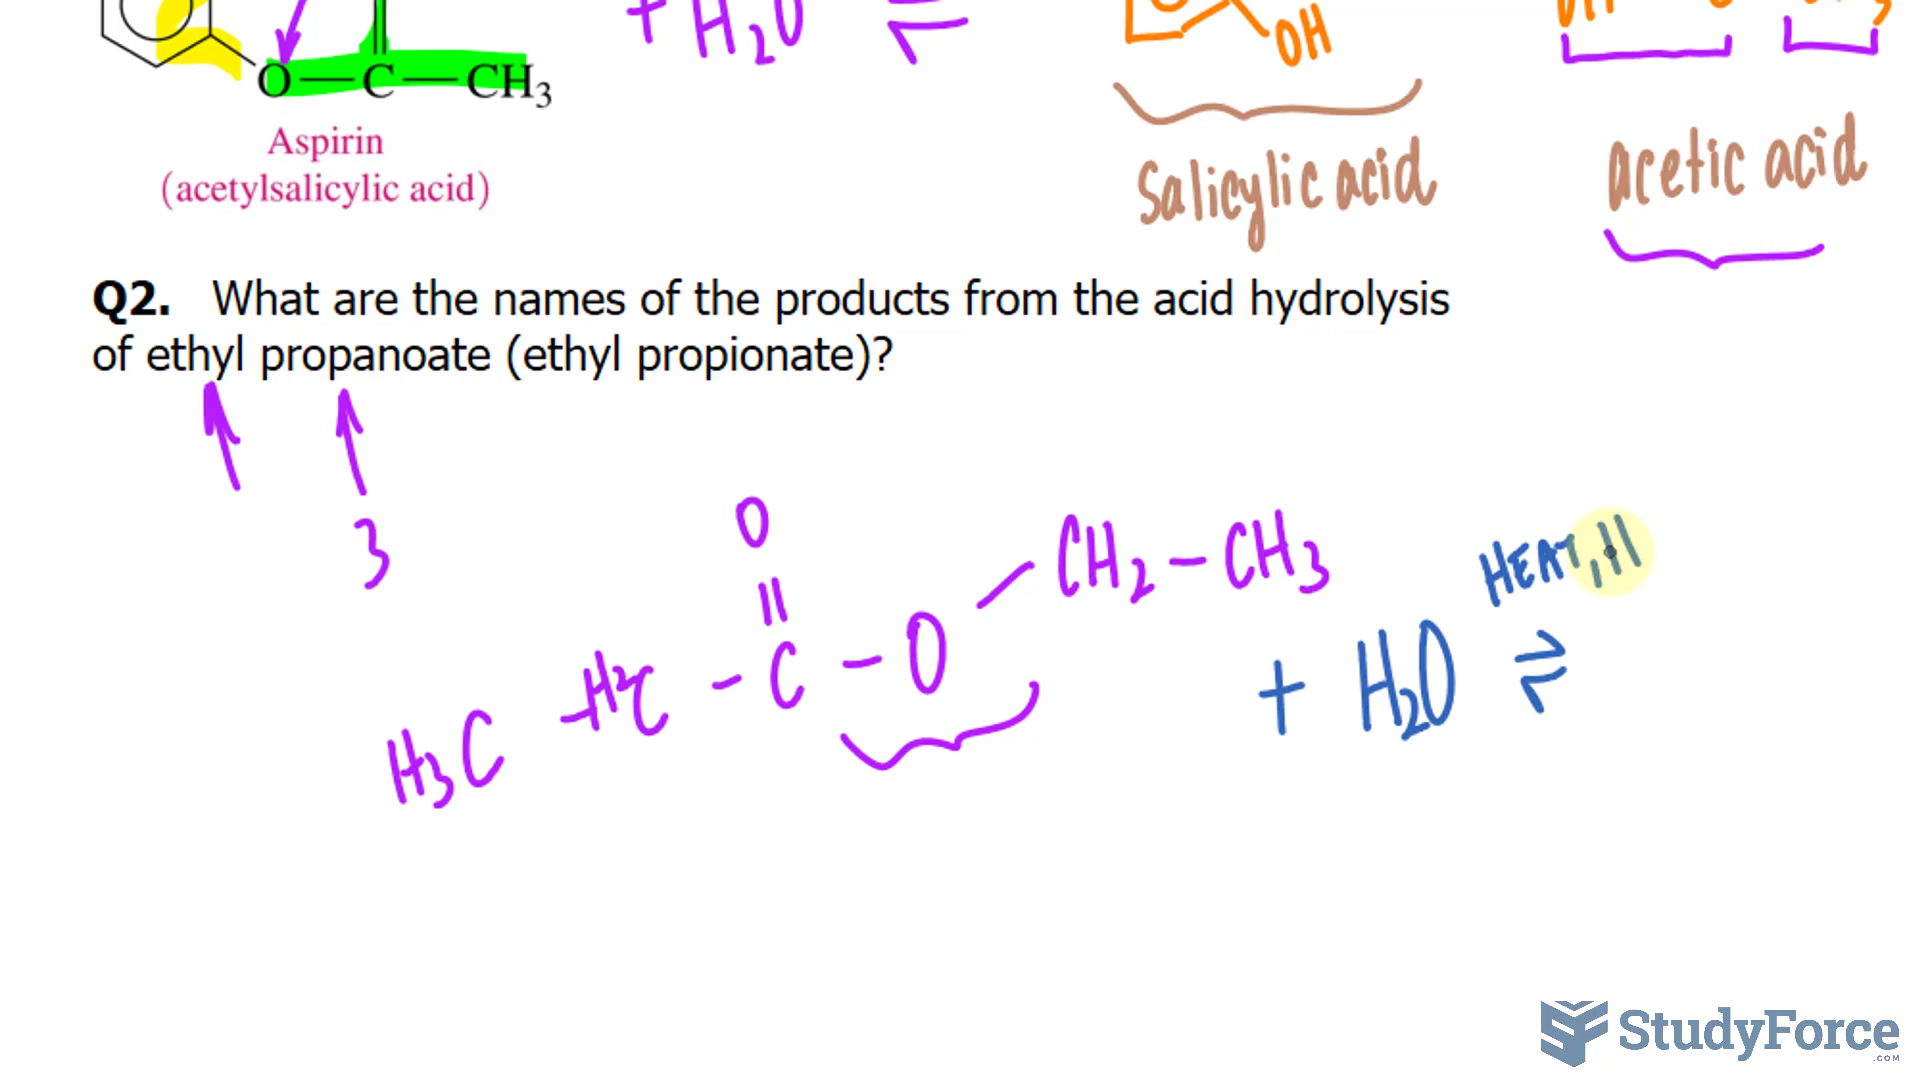 + H₂O ⇌
OH
O — C — CH₃
Aspirin
(acetylsalicylic acid)
Salicylic acid
acetic acid
Q2. What are the names of the products from the acid hydrolysis
of ethyl propanoate (ethyl propionate)?
3
O
||
H₃C - H₂C - C - O - CH₂ - CH₃
HEAT,
+ H₂O ⇌
StudyForce
.COM